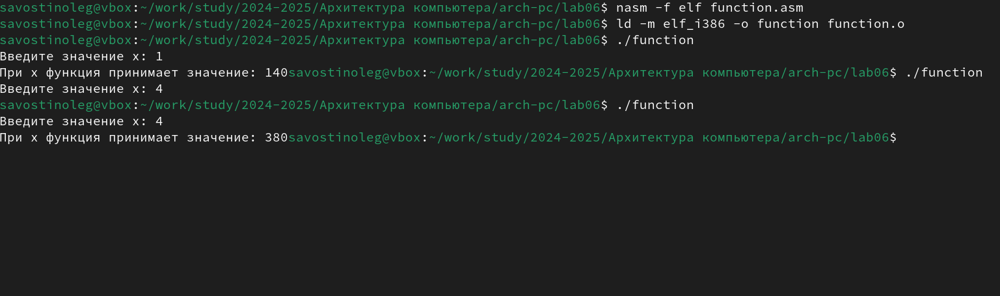 savostinoleg@vbox:~/work/study/2024-2025/Архитектура компьютера/arch-pc/lab06$ nasm -f elf function.asm
savostinoleg@vbox:~/work/study/2024-2025/Архитектура компьютера/arch-pc/lab06$ ld -m elf_i386 -o function function.o
savostinoleg@vbox:~/work/study/2024-2025/Архитектура компьютера/arch-pc/lab06$ ./function
Введите значение x: 1
При x функция принимает значение: 140savostinoleg@vbox:~/work/study/2024-2025/Архитектура компьютера/arch-pc/lab06$ ./function
Введите значение x: 4
savostinoleg@vbox:~/work/study/2024-2025/Архитектура компьютера/arch-pc/lab06$ ./function
Введите значение x: 4
При x функция принимает значение: 380savostinoleg@vbox:~/work/study/2024-2025/Архитектура компьютера/arch-pc/lab06$